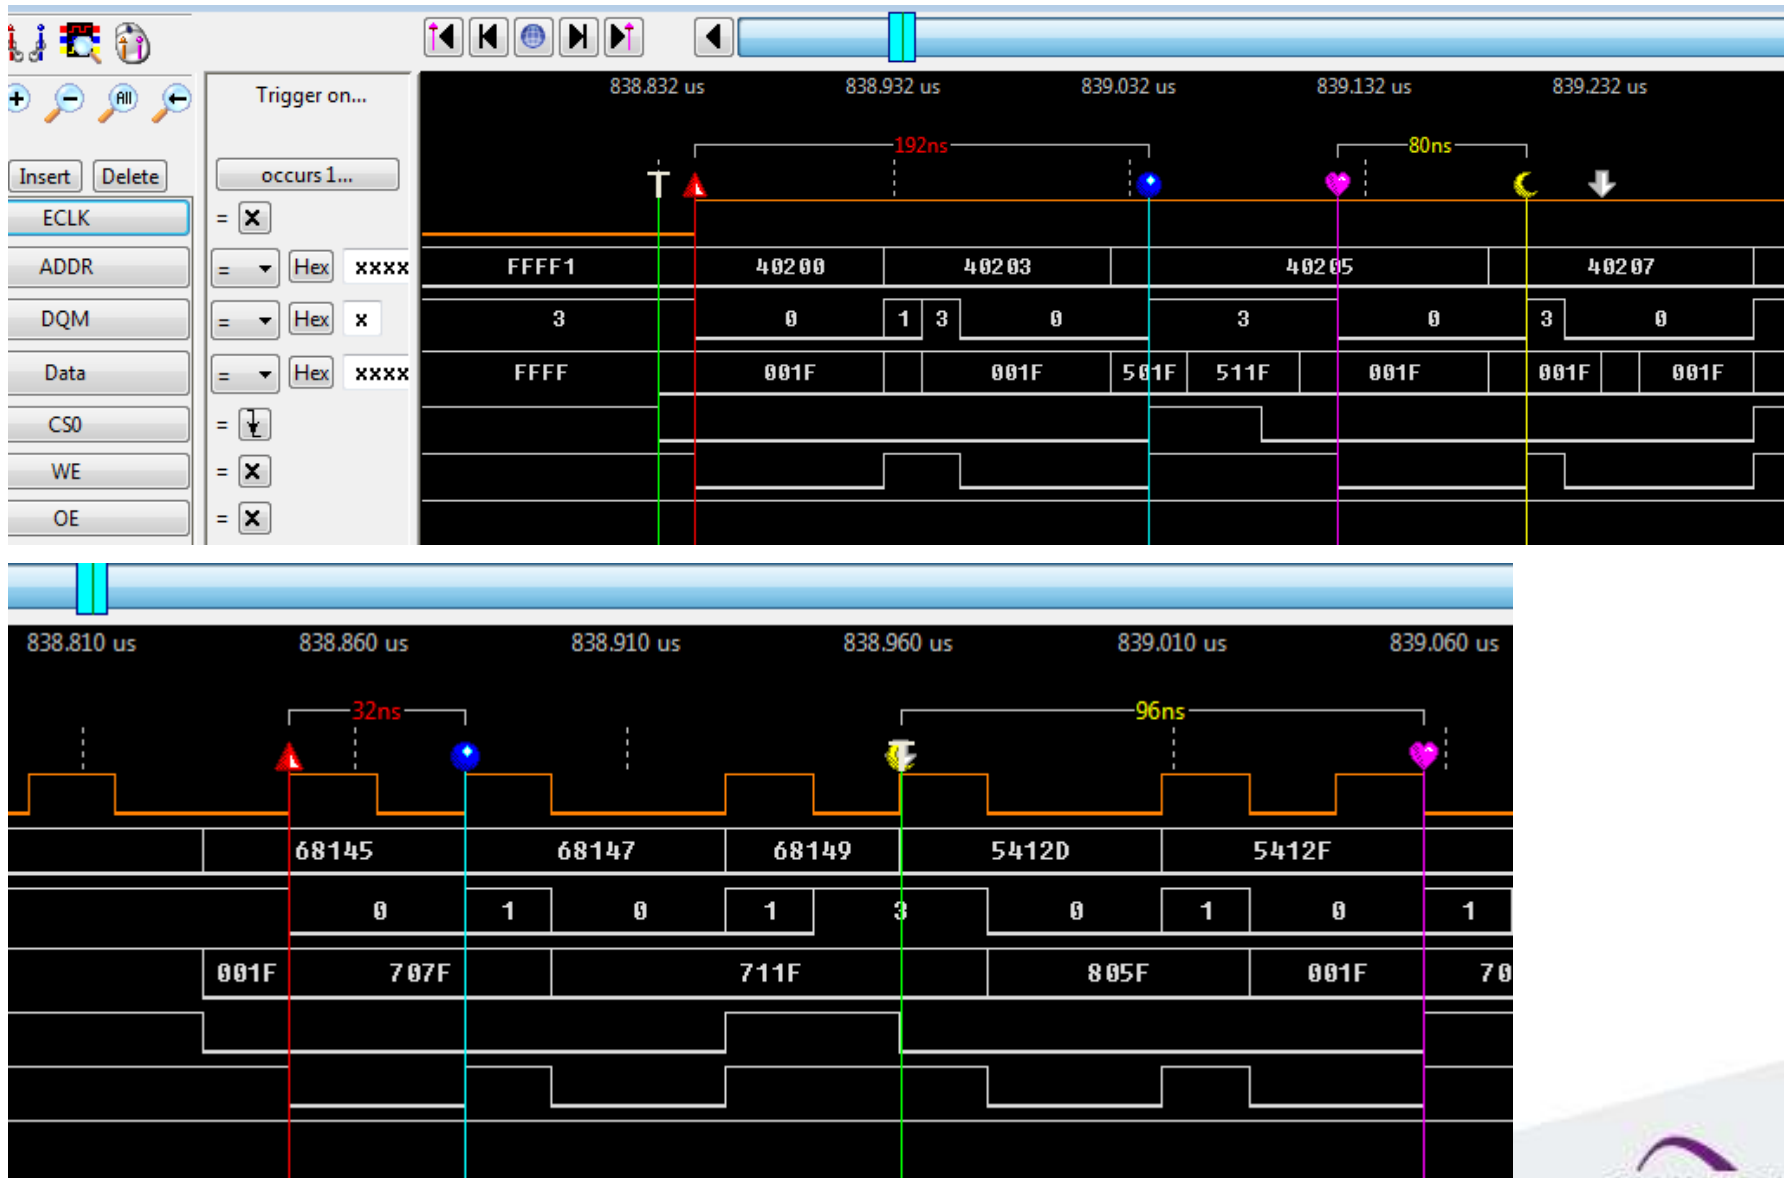 All
Trigger on...
838.832 us 838.932 us 839.032 us 839.132 us 839.232 us
192ns 80ns
Insert Delete occurs 1...
T
ECLK = X
ADDR = Hex xxxx FFFF1 40200 40203 40205 40207
DQM = Hex x 3 0 1 3 0 3 0 3 0
Data = Hex xxxx FFFF 001F 001F 501F 511F 001F 001F 001F
CS0 =
WE = X
OE = X
838.810 us 838.860 us 838.910 us 838.960 us 839.010 us 839.060 us
32ns 96ns
T
68145 68147 68149 5412D 5412F
0 1 0 1 3 0 1 0 1
001F 707F 711F 805F 001F 70